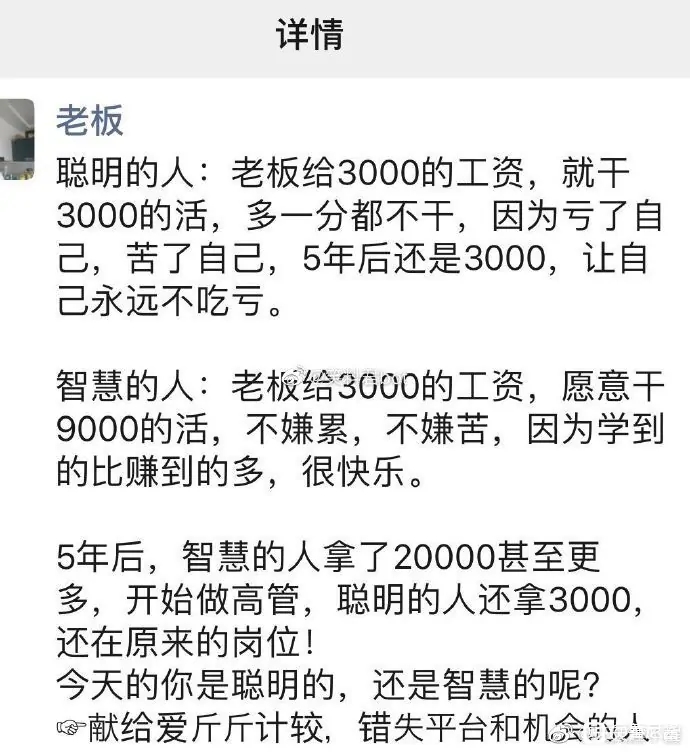 详情
老板
聪明的人：老板给3000的工资，就干
3000的活，多一分都不干，因为亏了自
己，苦了自己，5年后还是3000，让自
己永远不吃亏。
智慧的人：老板给3000的工资，愿意干
9000的活，不嫌累，不嫌苦，因为学到
的比赚到的多，很快乐。
5年后，智慧的人拿了20000甚至更
多，开始做高管，聪明的人还拿3000，
还在原来的岗位！
今天的你是聪明的，还是智慧的呢？
☞献给爱斤斤计较，错失平台和机会的人